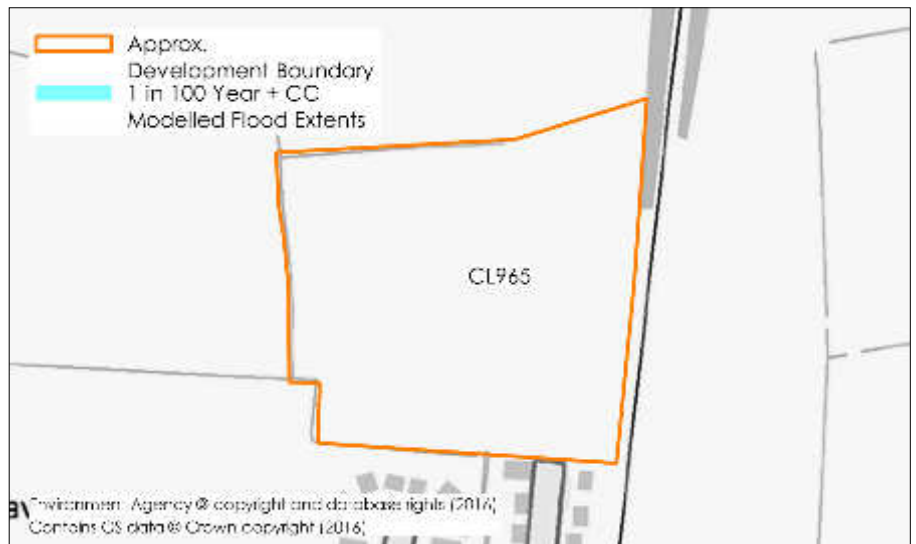 Approx.
Development Boundary
1 in 100 Year + CC
Modelled Flood Extents
CL965
Environment Agency © copyright and database rights (2016)
Contains OS data © Crown copyright (2016)